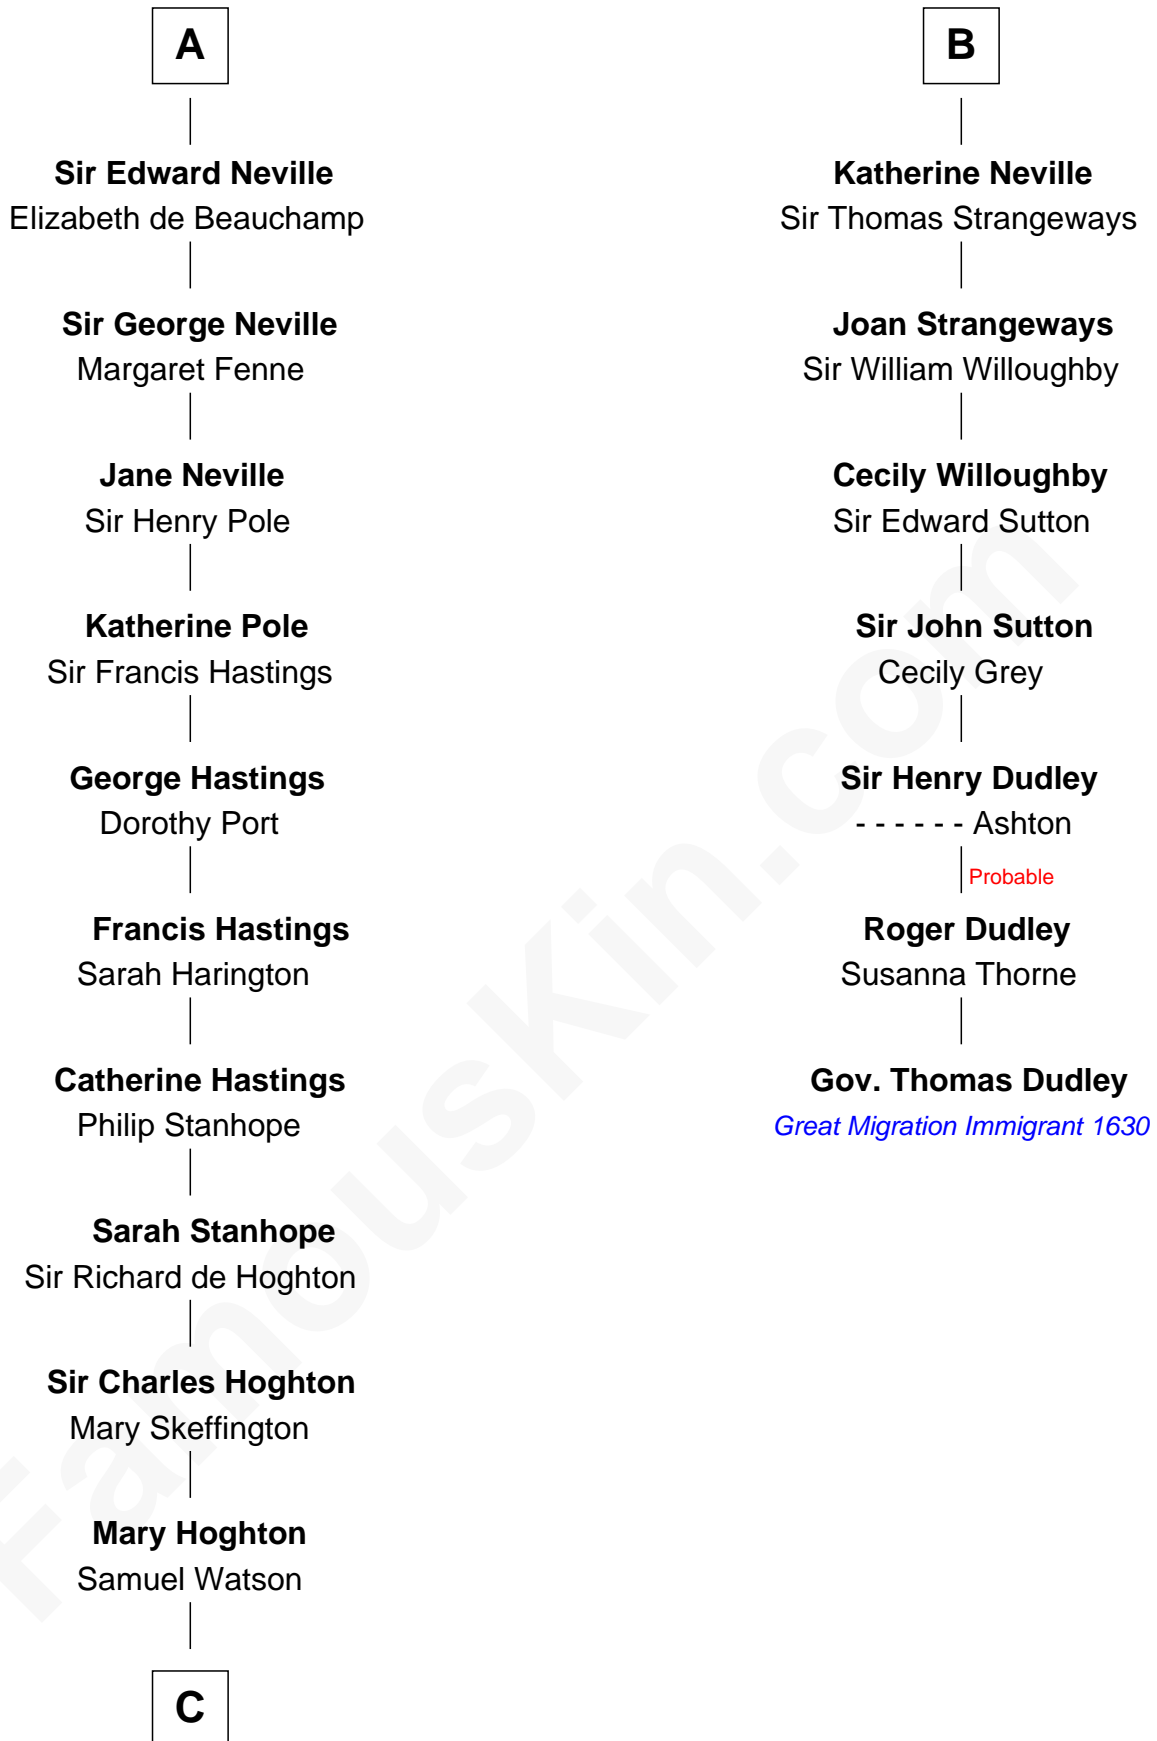 A
Sir Edward Neville
Elizabeth de Beauchamp
Sir George Neville
Margaret Fenne
Jane Neville
Sir Henry Pole
Katherine Pole
Sir Francis Hastings
George Hastings
Dorothy Port
Francis Hastings
Sarah Harington
Catherine Hastings
Philip Stanhope
Sarah Stanhope
Sir Richard de Hoghton
Sir Charles Hoghton
Mary Skeffington
Mary Hoghton
Samuel Watson
C
B
Katherine Neville
Sir Thomas Strangeways
Joan Strangeways
Sir William Willoughby
Cecily Willoughby
Sir Edward Sutton
Sir John Sutton
Cecily Grey
Sir Henry Dudley
- - - - - - Ashton
Probable
Roger Dudley
Susanna Thorne
Gov. Thomas Dudley
Great Migration Immigrant 1630
FamousKin.com